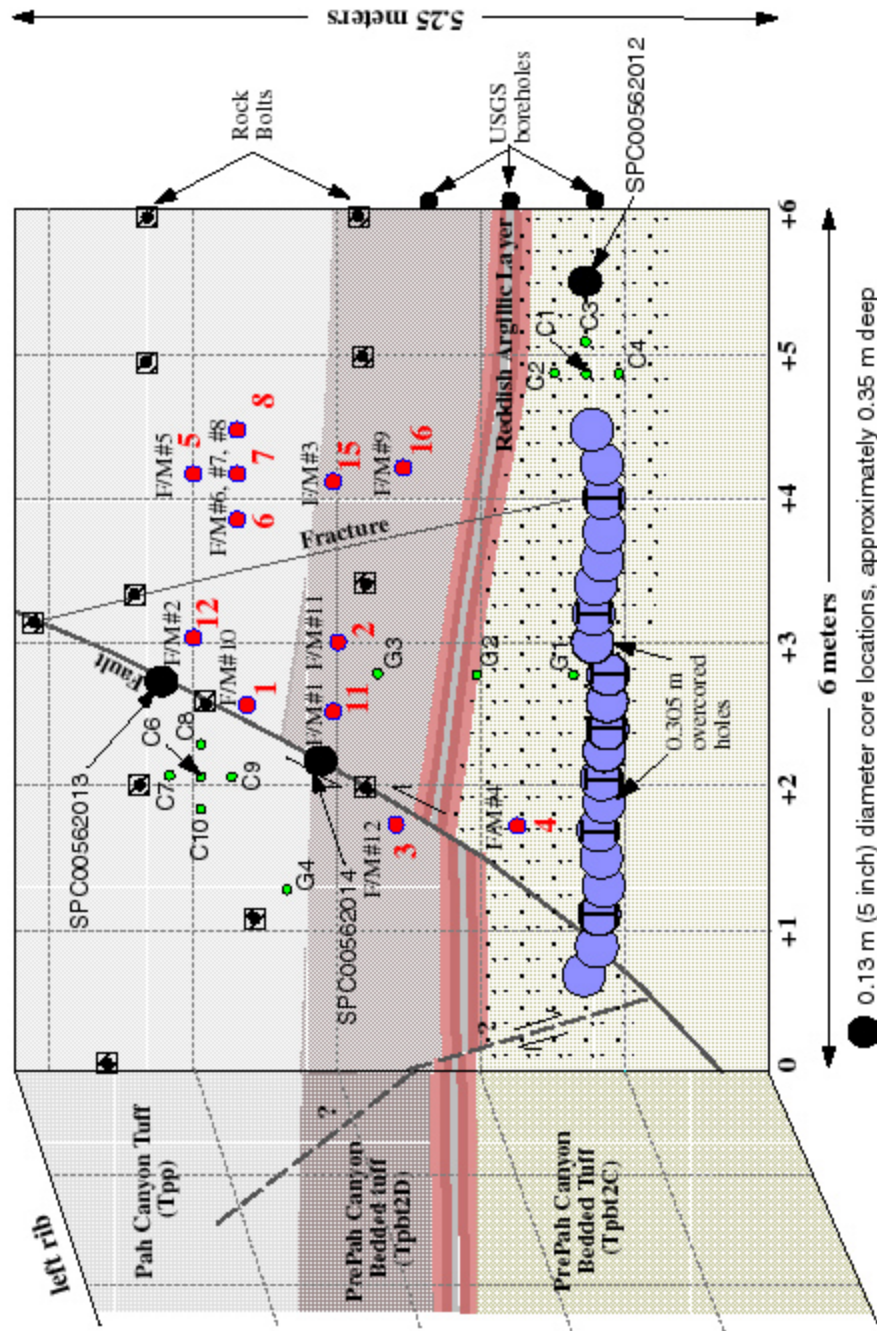 left rib
Pah Canyon Tuff
(Tpp)
PrePah Canyon
Bedded tuff
(Tpbt2D)
PrePah Canyon
Bedded Tuff
(Tpbt2C)
?
?
SPC00562013
SPC00562014
Fault
C7
C6
C8
C10
C9
G4
F/M#2
12
F/M#10
1
F/M#1
11
F/M#11
2
G3
F/M#12
3
F/M#4
4
G2
G1
Fracture
F/M#5
5
F/M#6, #7, #8
6
7
8
F/M#3
15
F/M#9
16
Reddish Argillic Layer
G2
C1
C3
C4
0.305 m
overcored
holes
Rock
Bolts
USGS
boreholes
SPC00562012
5.25 meters
0
+1
+2
+3
+4
+5
+6
6 meters
0.13 m (5 inch) diameter core locations, approximately 0.35 m deep